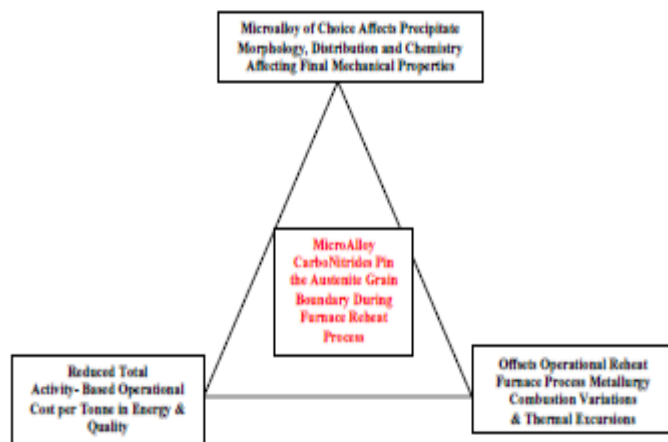 Microalloy of Choice Affects Precipitate
Morphology, Distribution and Chemistry
Affecting Final Mechanical Properties
MicroAlloy
CarboNitrides Pin
the Austenite Grain
Boundary During
Furnace Reheat
Process
Reduced Total
Activity- Based Operational
Cost per Tonne in Energy &
Quality
Offsets Operational Reheat
Furnace Process Metallurgy
Combustion Variations
& Thermal Excursions